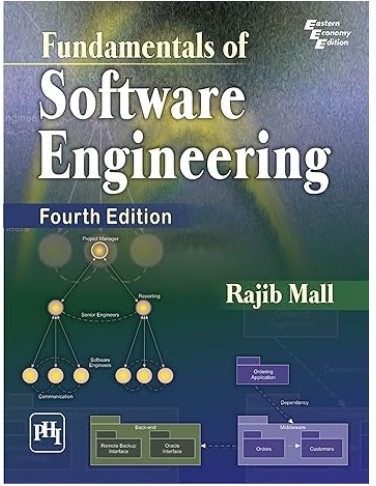 Eastern
Economy
Edition
Fundamentals of
Software
Engineering
Fourth Edition
Project Manager
Rajib Mall
Reporting
Senior Engineers
Software
Engineers
Communication
Ordering
Application
Dependency
Back-end
Middleware
Remote Backup
Interface
Oracle
Interface
Orders
Customers
PHI